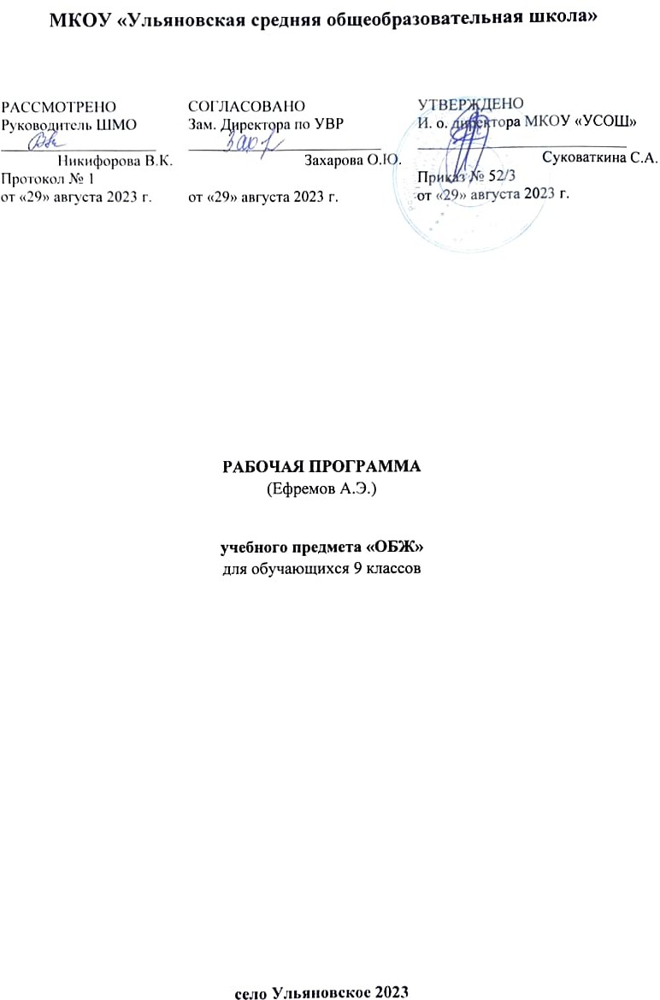 МКОУ «Ульяновская средняя общеобразовательная школа»
РАССМОТРЕНО
Руководитель ШМО
Никифорова В.К.
Протокол № 1
от «29» августа 2023 г.
СОГЛАСОВАНО
Зам. Директора по УВР
Захарова О.Ю.
от «29» августа 2023 г.
УТВЕРЖДЕНО
И. о. директора МКОУ «УСОШ»
Суковаткина С.А.
Приказ № 52/3
от «29» августа 2023 г.
РАБОЧАЯ ПРОГРАММА
(Ефремов А.Э.)
учебного предмета «ОБЖ»
для обучающихся 9 классов
село Ульяновское 2023